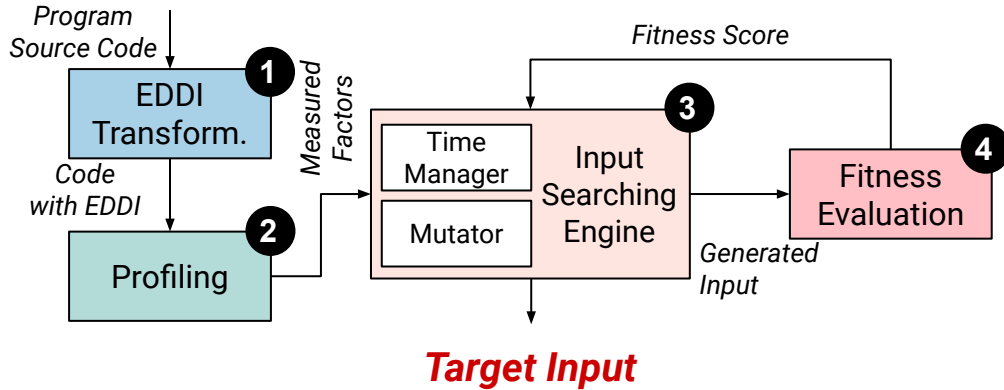 Program
Source Code
1
EDDI
Transform.
Code
with EDDI
2
Profiling
Measured
Factors
3
Time
Manager
Mutator
Input
Searching
Engine
Fitness Score
Generated
Input
4
Fitness
Evaluation
Target Input